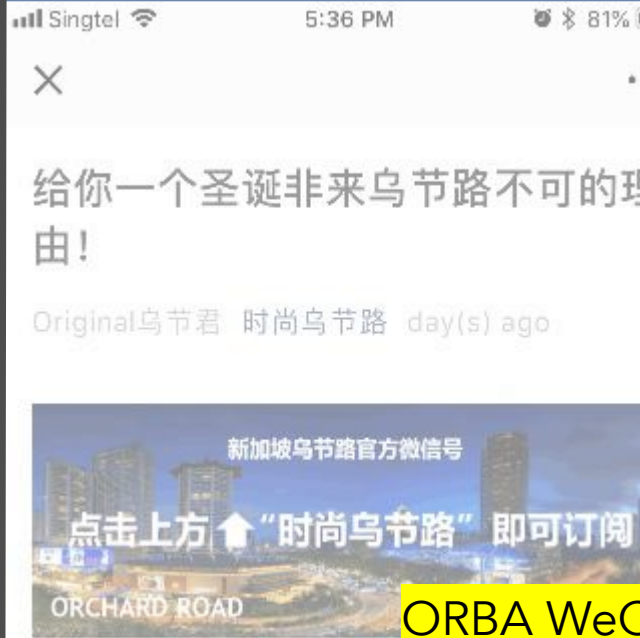 Singtel 5:36 PM 81%
给你一个圣诞非来乌节路不可的理
由！
Original乌节君 时尚乌节路 day(s) ago
新加坡乌节路官方微信号
点击上方“时尚乌节路”即可订阅
ORCHARD ROAD
ORBA WeC